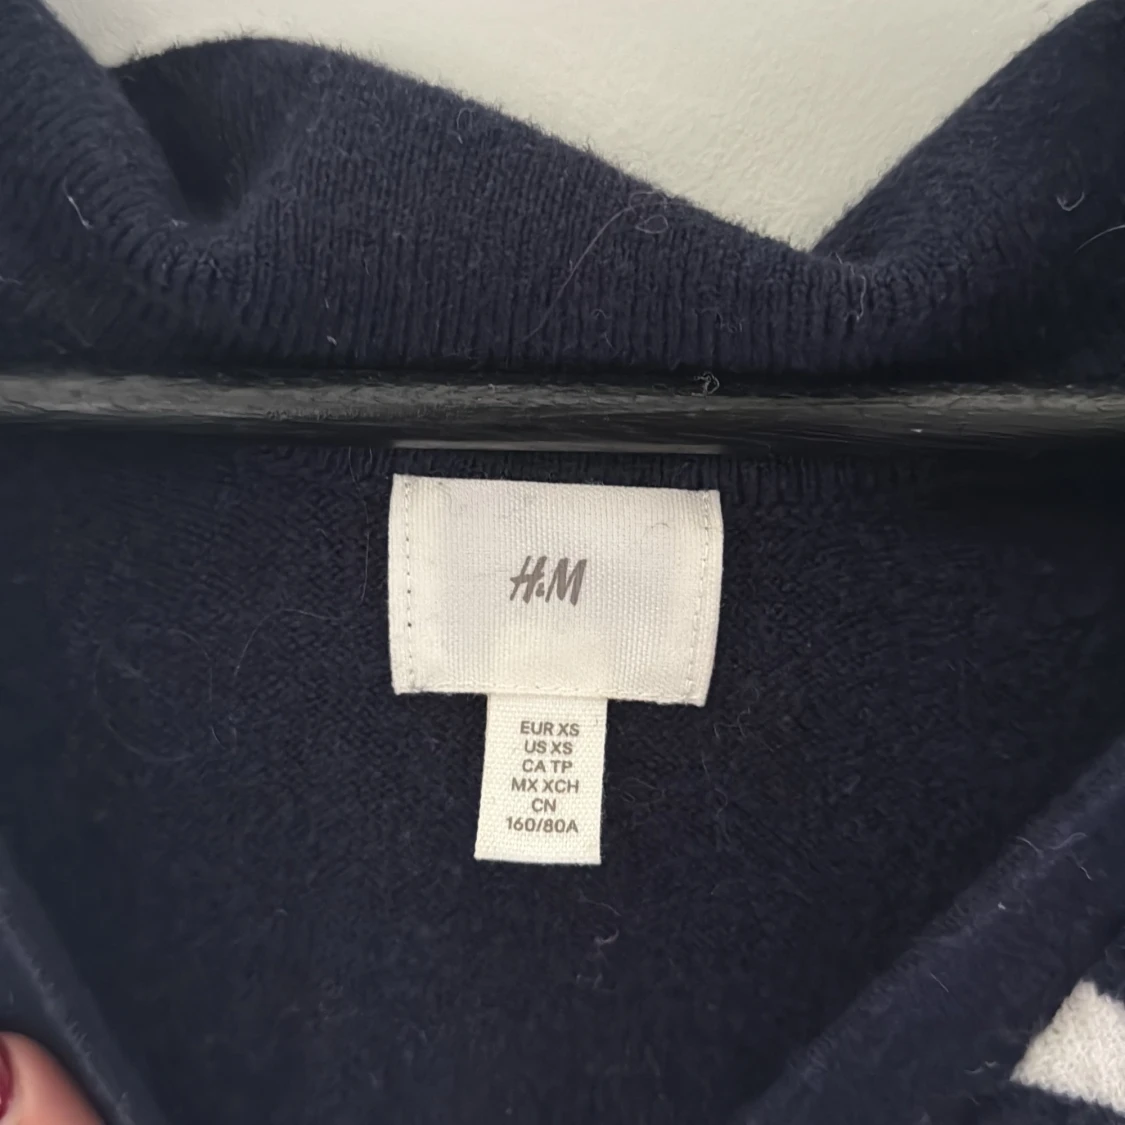 H&M
EUR XS
US XS
CA TP
MX XCH
CN
160/80A